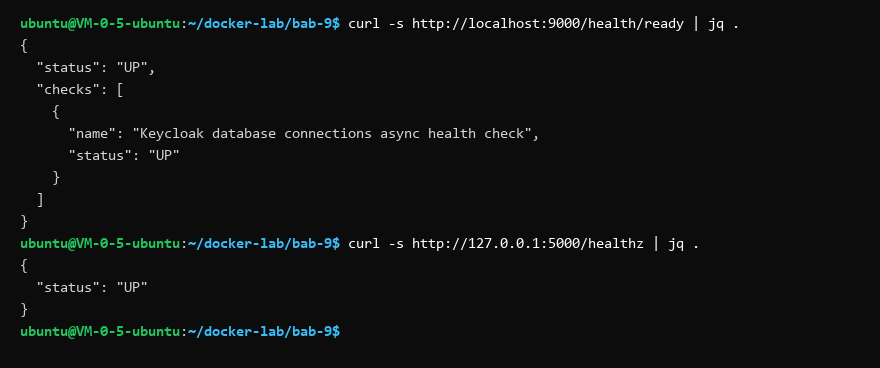 ubuntu@VM-0-5-ubuntu:~/docker-lab/bab-9$ curl -s http://localhost:9000/health/ready | jq .
{
  "status": "UP",
  "checks": [
    {
      "name": "Keycloak database connections async health check",
      "status": "UP"
    }
  ]
}
ubuntu@VM-0-5-ubuntu:~/docker-lab/bab-9$ curl -s http://127.0.0.1:5000/healthz | jq .
{
  "status": "UP"
}
ubuntu@VM-0-5-ubuntu:~/docker-lab/bab-9$